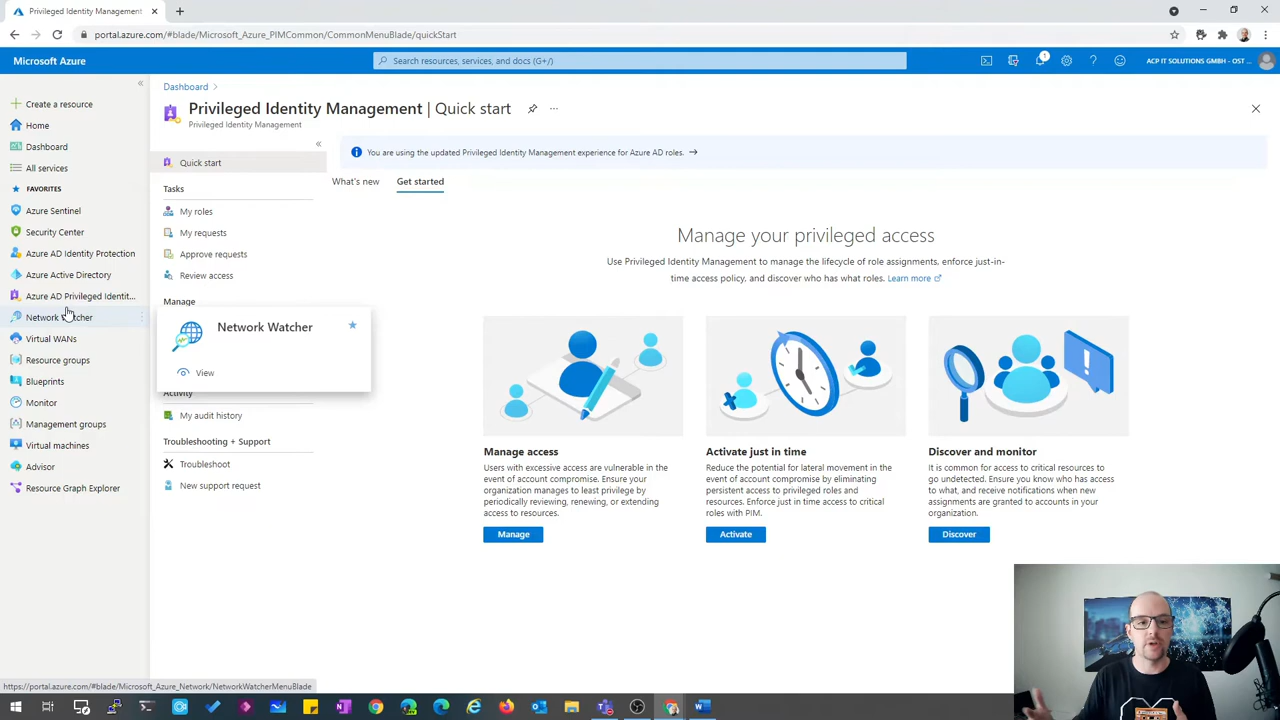 Privileged Identity Management
portal.azure.com/#blade/Microsoft_Azure_PIMCommon/CommonMenuBlade/quickStart
Microsoft Azure
Search resources, services, and docs (G+/)
1
ACP IT SOLUTIONS GMBH - OST ...
Create a resource
Home
Dashboard
All services
FAVORITES
Azure Sentinel
Security Center
Azure AD Identity Protection
Azure Active Directory
Azure AD Privileged Identit...
Network Watcher
Virtual WANs
Resource groups
Blueprints
Monitor
Management groups
Virtual machines
Advisor
Resource Graph Explorer
Dashboard >
Privileged Identity Management | Quick start
Privileged Identity Management
Quick start
Tasks
My roles
My requests
Approve requests
Review access
Manage
Network Watcher
View
Activity
My audit history
Troubleshooting + Support
Troubleshoot
New support request
You are using the updated Privileged Identity Management experience for Azure AD roles. →
What's new
Get started
Manage your privileged access
Use Privileged Identity Management to manage the lifecycle of role assignments, enforce just-in-
time access policy, and discover who has what roles. Learn more
Manage access
Users with excessive access are vulnerable in the
event of account compromise. Ensure your
organization manages to least privilege by
periodically reviewing, renewing, or extending
access to resources.
Manage
Activate just in time
Reduce the potential for lateral movement in the
event of account compromise by eliminating
persistent access to privileged roles and
resources. Enforce just in time access to critical
roles with PIM.
Activate
Discover and monitor
It is common for access to critical resources to
go undetected. Ensure you know who has access
to what, and receive notifications when new
assignments are granted to accounts in your
organization.
Discover
https://portal.azure.com/#blade/Microsoft_Azure_Network/NetworkWatcherMenuBlade